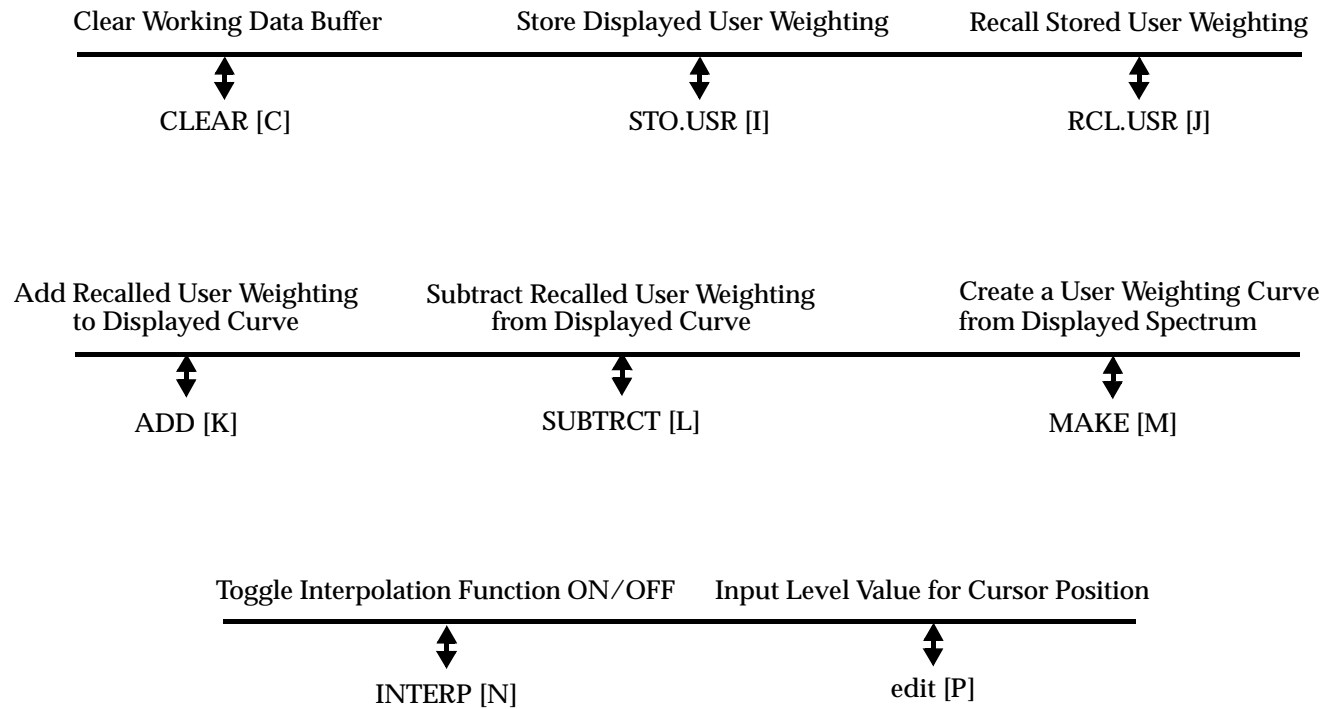 Clear Working Data Buffer
Store Displayed User Weighting
Recall Stored User Weighting
CLEAR [C]
STO.USR [I]
RCL.USR [J]
Add Recalled User Weighting
to Displayed Curve
Subtract Recalled User Weighting
from Displayed Curve
Create a User Weighting Curve
from Displayed Spectrum
ADD [K]
SUBTRCT [L]
MAKE [M]
Toggle Interpolation Function ON/OFF
Input Level Value for Cursor Position
INTERP [N]
edit [P]